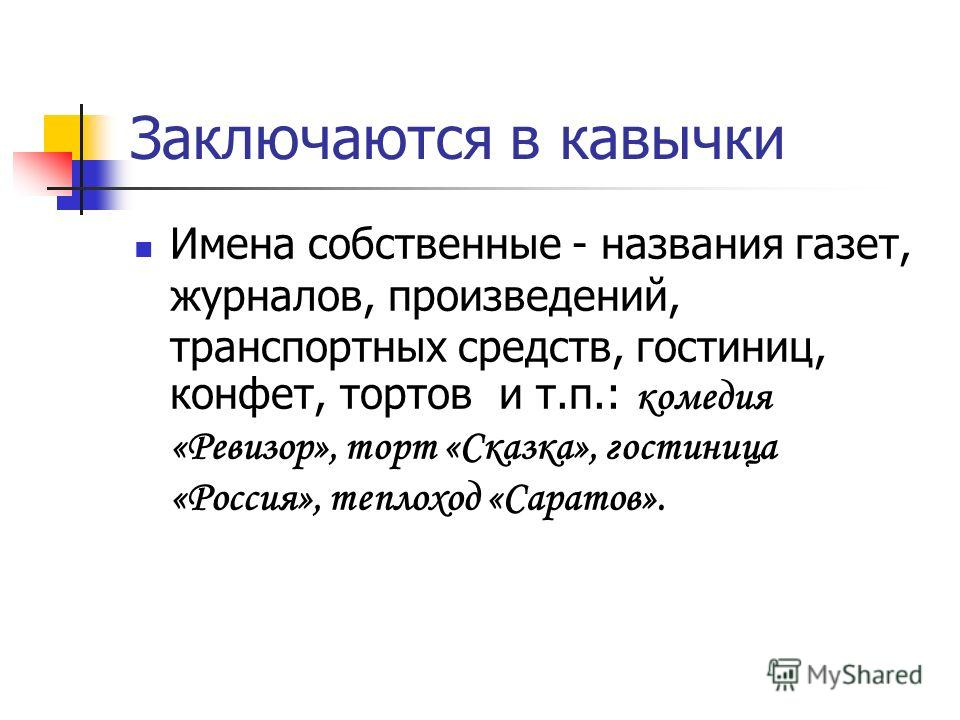 Заключаются в кавычки
Имена собственные - названия газет,
журналов, произведений,
транспортных средств, гостиниц,
конфет, тортов и т.п.: комедия
«Ревизор», торт «Сказка», гостиница
«Россия», теплоход «Саратов».
MyShared